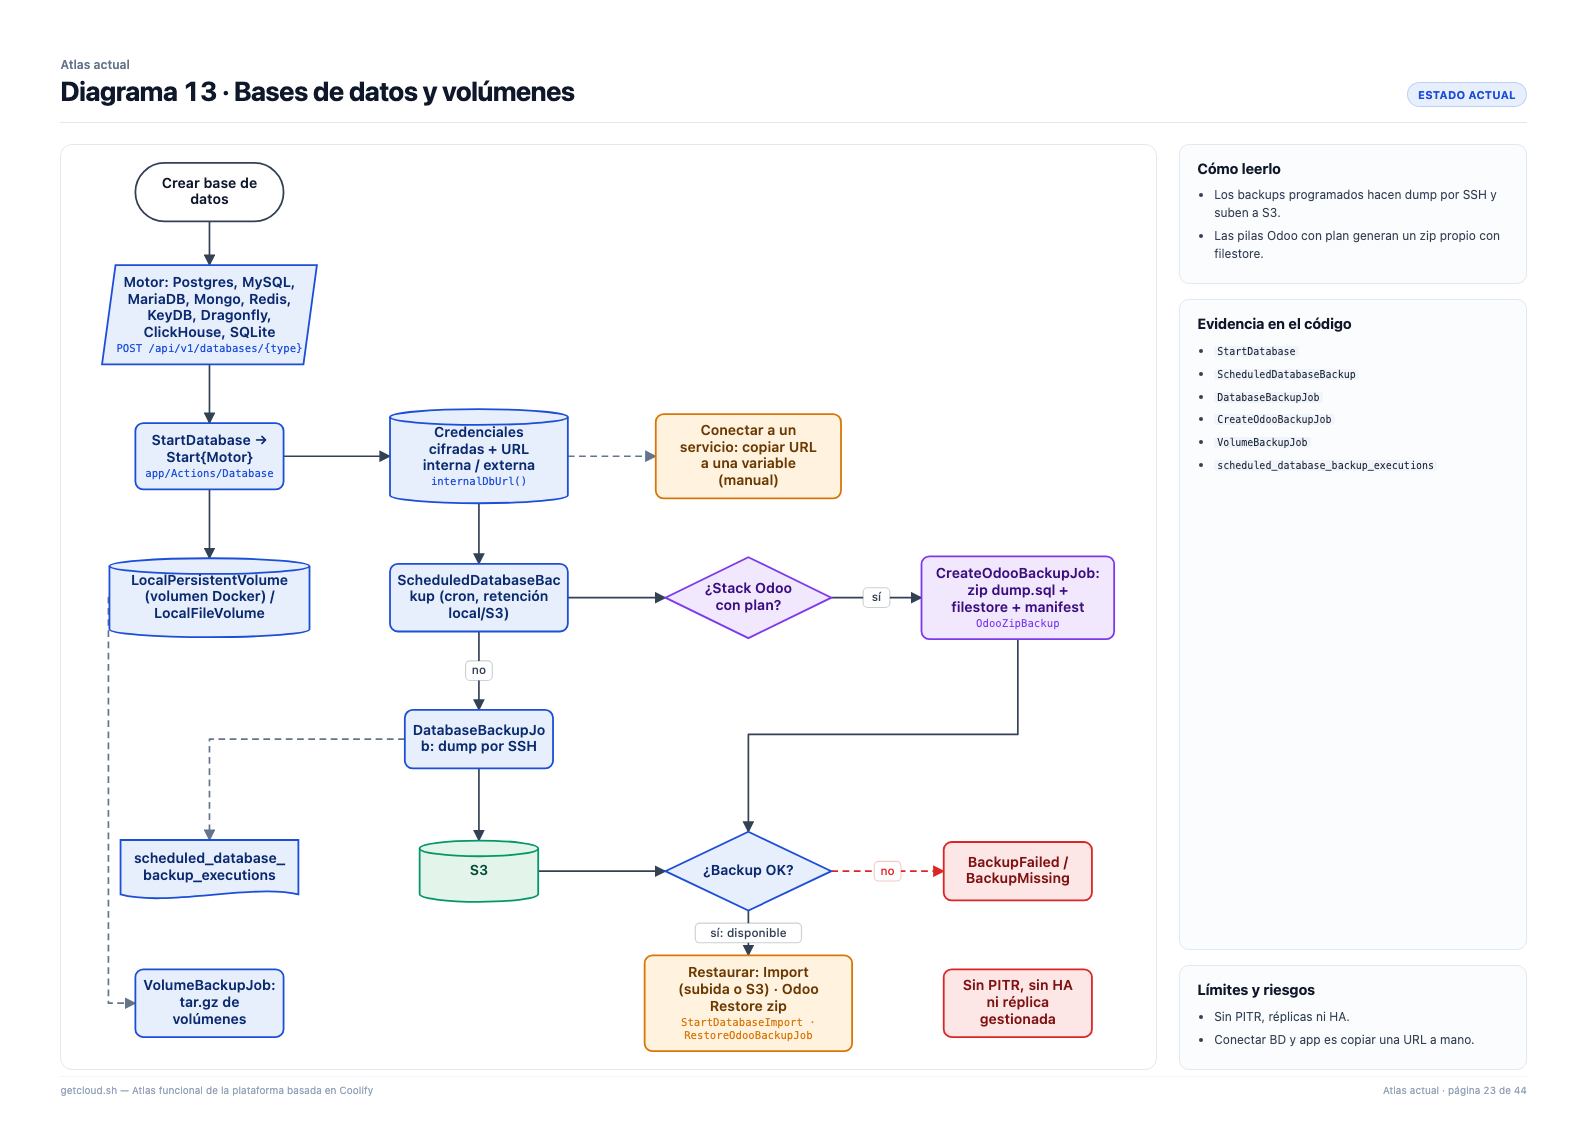 Atlas actual
Diagrama 13 · Bases de datos y volúmenes
ESTADO ACTUAL
Crear base de
datos
Motor: Postgres, MySQL,
MariaDB, Mongo, Redis,
KeyDB, Dragonfly,
ClickHouse, SQLite
POST /api/v1/databases/{type}
StartDatabase →
Start{Motor}
app/Actions/Database
Credenciales
cifradas + URL
interna / externa
internalDbUrl()
Conectar a un
servicio: copiar URL
a una variable
(manual)
LocalPersistentVolume
(volumen Docker) /
LocalFileVolume
ScheduledDatabaseBac
kup (cron, retención
local/S3)
¿Stack Odoo
con plan?
sí
CreateOdooBackupJob:
zip dump.sql +
filestore + manifest
OdooZipBackup
no
DatabaseBackupJo
b: dump por SSH
scheduled_database_
backup_executions
S3
¿Backup OK?
no
BackupFailed /
BackupMissing
sí: disponible
VolumeBackupJob:
tar.gz de
volúmenes
Restaurar: Import
(subida o S3) · Odoo
Restore zip
StartDatabaseImport ·
RestoreOdooBackupJob
Sin PITR, sin HA
ni réplica
gestionada
Cómo leerlo
• Los backups programados hacen dump por SSH y
suben a S3.
• Las pilas Odoo con plan generan un zip propio con
filestore.
Evidencia en el código
• StartDatabase
• ScheduledDatabaseBackup
• DatabaseBackupJob
• CreateOdooBackupJob
• VolumeBackupJob
• scheduled_database_backup_executions
Límites y riesgos
• Sin PITR, réplicas ni HA.
• Conectar BD y app es copiar una URL a mano.
getcloud.sh — Atlas funcional de la plataforma basada en Coolify
Atlas actual · página 23 de 44